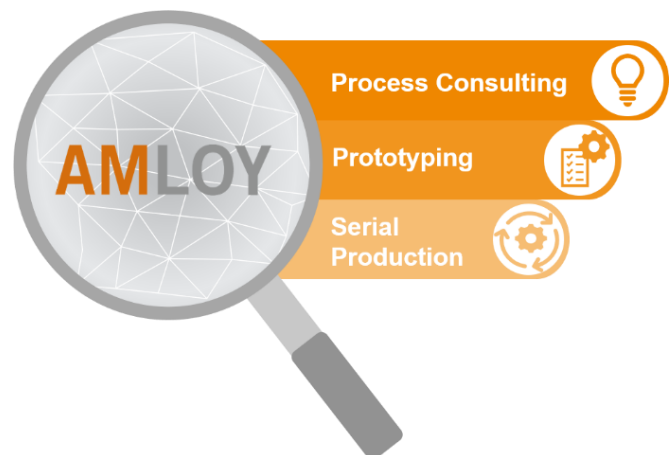 AMLOY
Process Consulting
Prototyping
Serial
Production